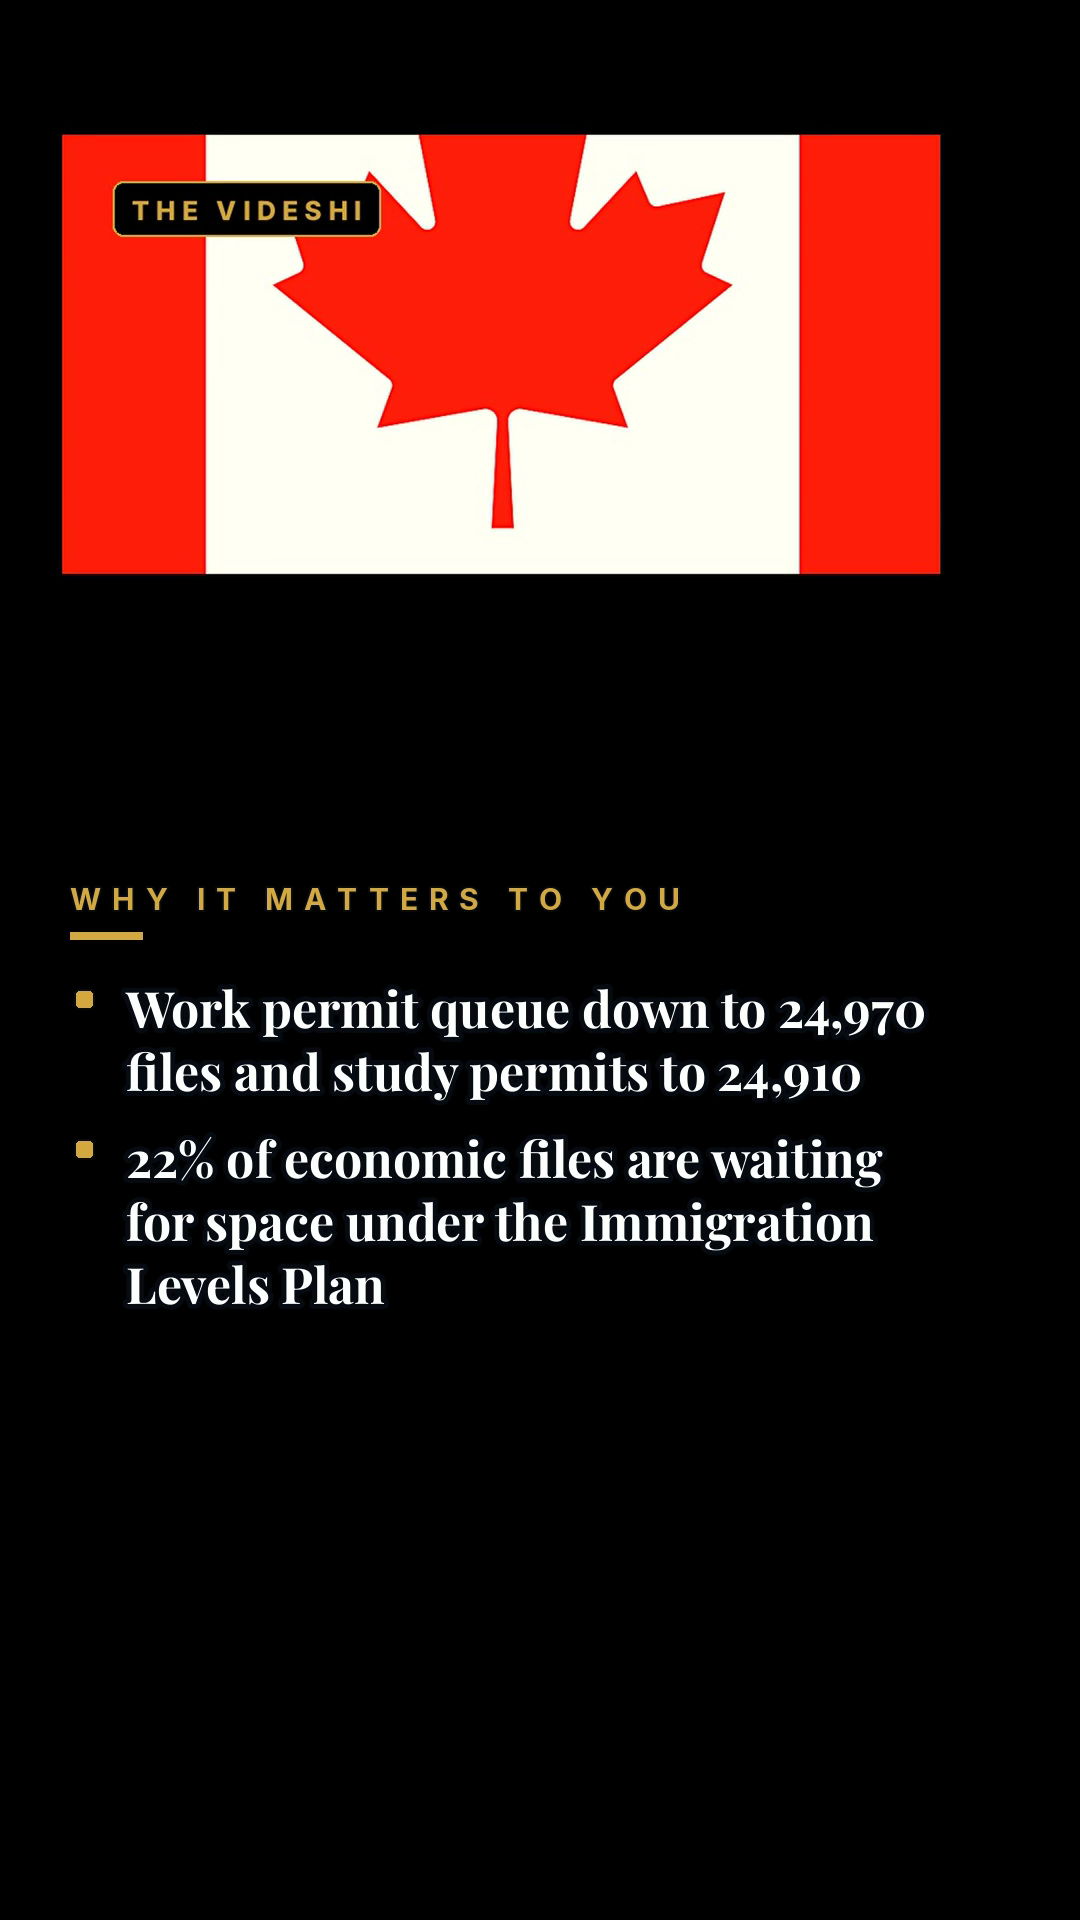 THE VIDESHI
WHY IT MATTERS TO YOU
Work permit queue down to 24,970
files and study permits to 24,910
22% of economic files are waiting
for space under the Immigration
Levels Plan